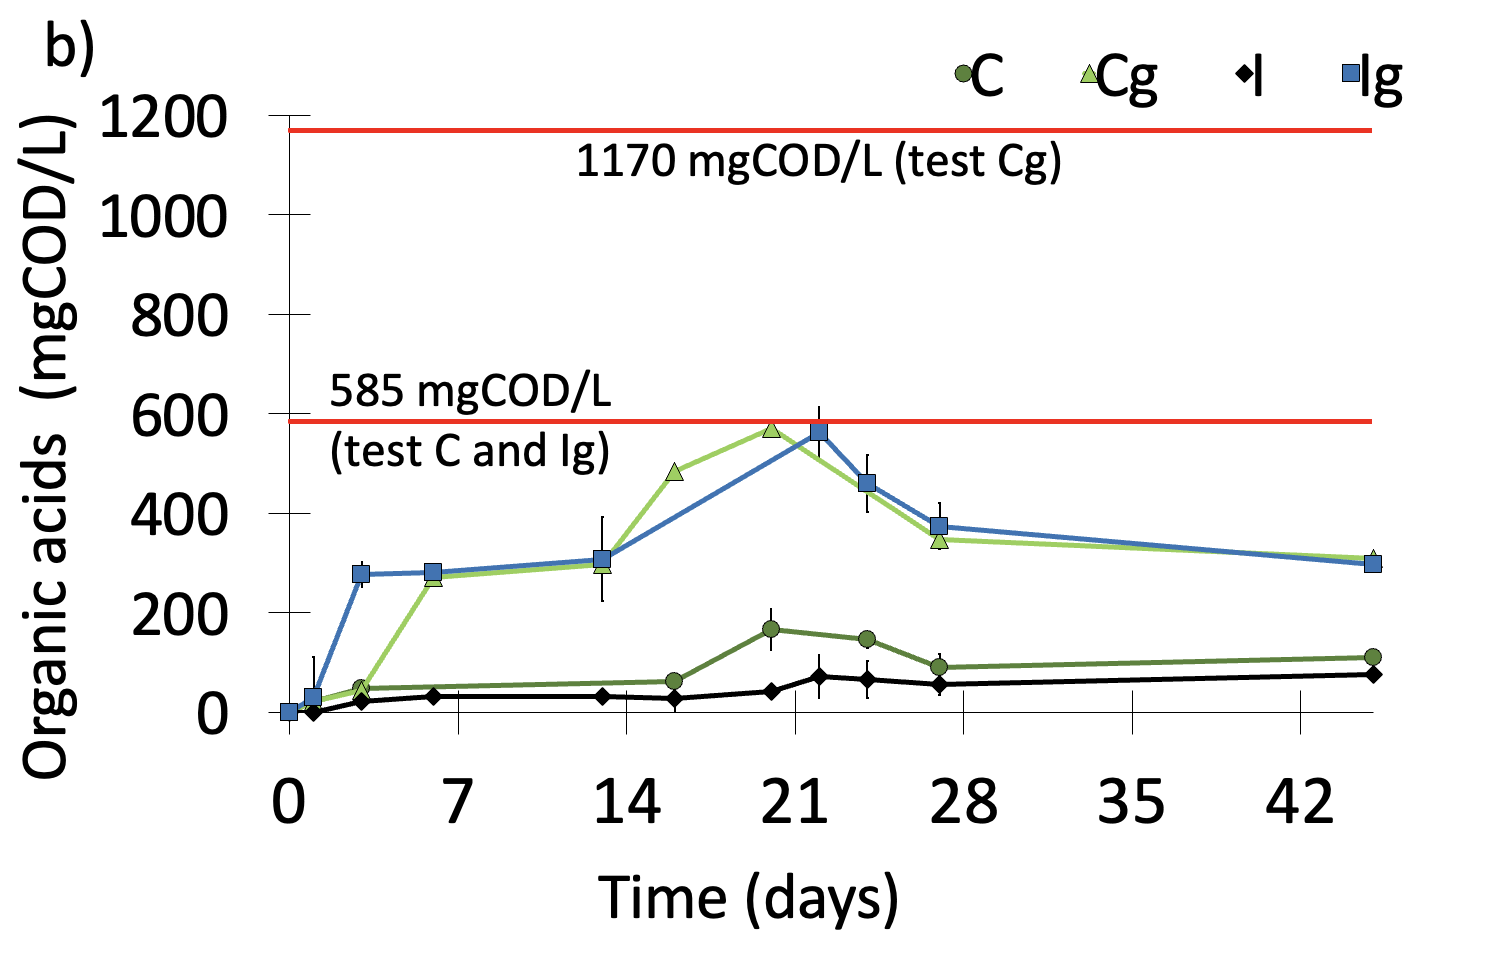 b)
C Cg I Ig
1200
1170 mgCOD/L (test Cg)
1000
800
585 mgCOD/L
600
(test C and Ig)
400
200
0
Organic acids (mgCOD/L)
0 7 14 21 28 35 42
Time (days)